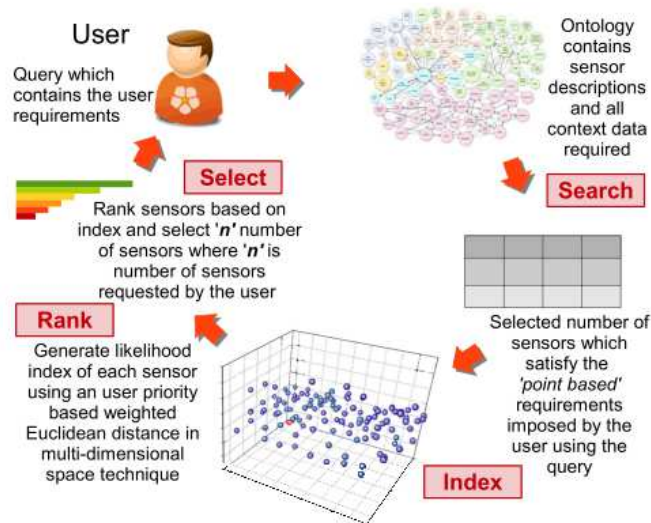 User
Query which
contains the user
requirements
Ontology
contains
sensor
descriptions
and all
context data
required
Search
Selected number of
sensors which
satisfy the
'point based'
requirements
imposed by the
user using the
query
Index
Rank
Generate likelihood
index of each sensor
using an user priority
based weighted
Euclidean distance in
multi-dimensional
space technique
Select
Rank sensors based on
index and select 'n' number
of sensors where 'n' is
number of sensors
requested by the user